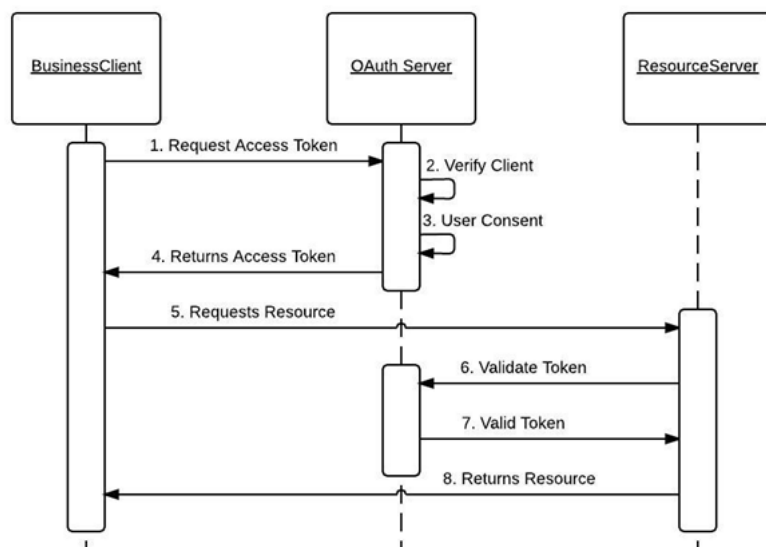 BusinessClient
OAuth Server
ResourceServer
1. Request Access Token
2. Verify Client
3. User Consent
4. Returns Access Token
5. Requests Resource
6. Validate Token
7. Valid Token
8. Returns Resource